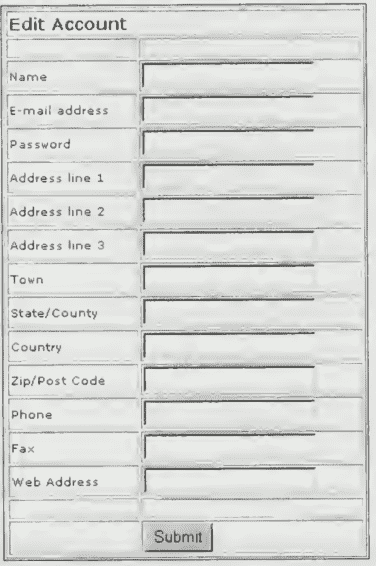 Edit Account
Name
E-mail address
Password
Address line 1
Address line 2
Address line 3
Town
State/County
Country
Zip/Post Code
Phone
Fax
Web Address
Submit